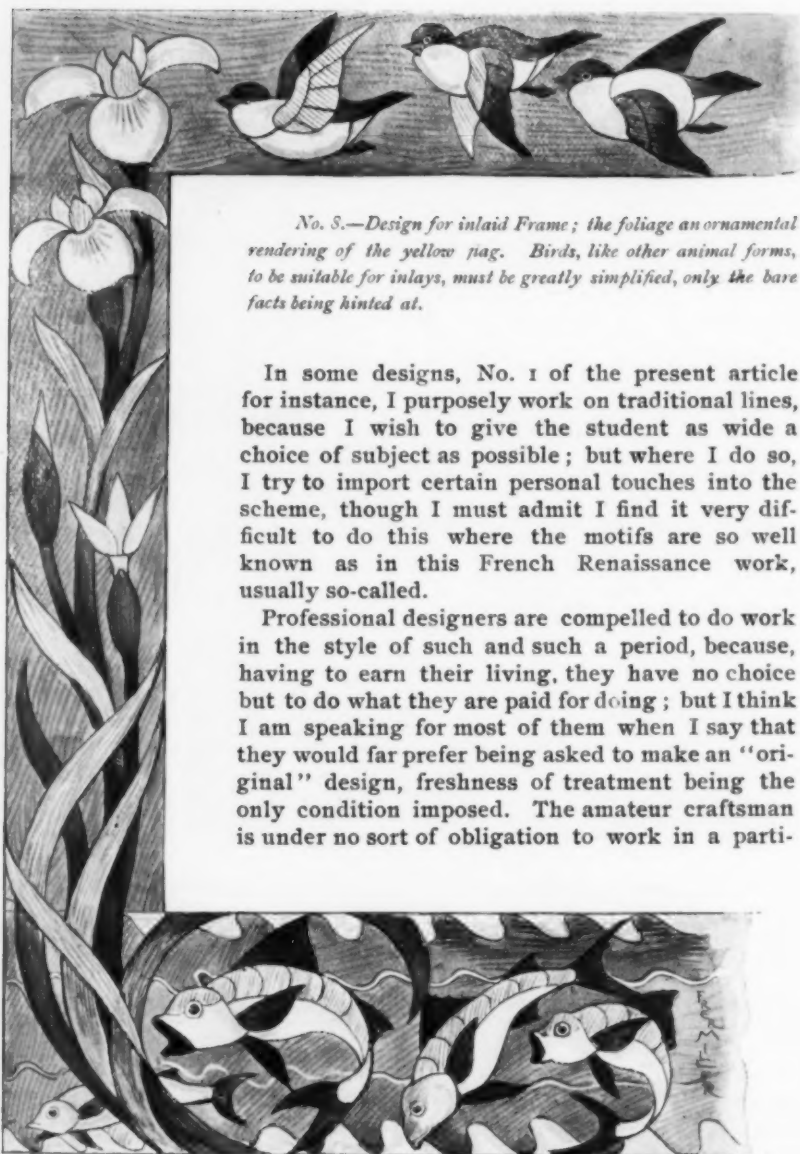 No. 8.—Design for inlaid Frame; the foliage an ornamental
rendering of the yellow flag. Birds, like other animal forms,
to be suitable for inlays, must be greatly simplified, only the bare
facts being hinted at.
In some designs, No. 1 of the present article
for instance, I purposely work on traditional lines,
because I wish to give the student as wide a
choice of subject as possible; but where I do so,
I try to import certain personal touches into the
scheme, though I must admit I find it very dif-
ficult to do this where the motifs are so well
known as in this French Renaissance work,
usually so-called.
Professional designers are compelled to do work
in the style of such and such a period, because,
having to earn their living, they have no choice
but to do what they are paid for doing; but I think
I am speaking for most of them when I say that
they would far prefer being asked to make an "ori-
ginal" design, freshness of treatment being the
only condition imposed. The amateur craftsman
is under no sort of obligation to work in a parti-